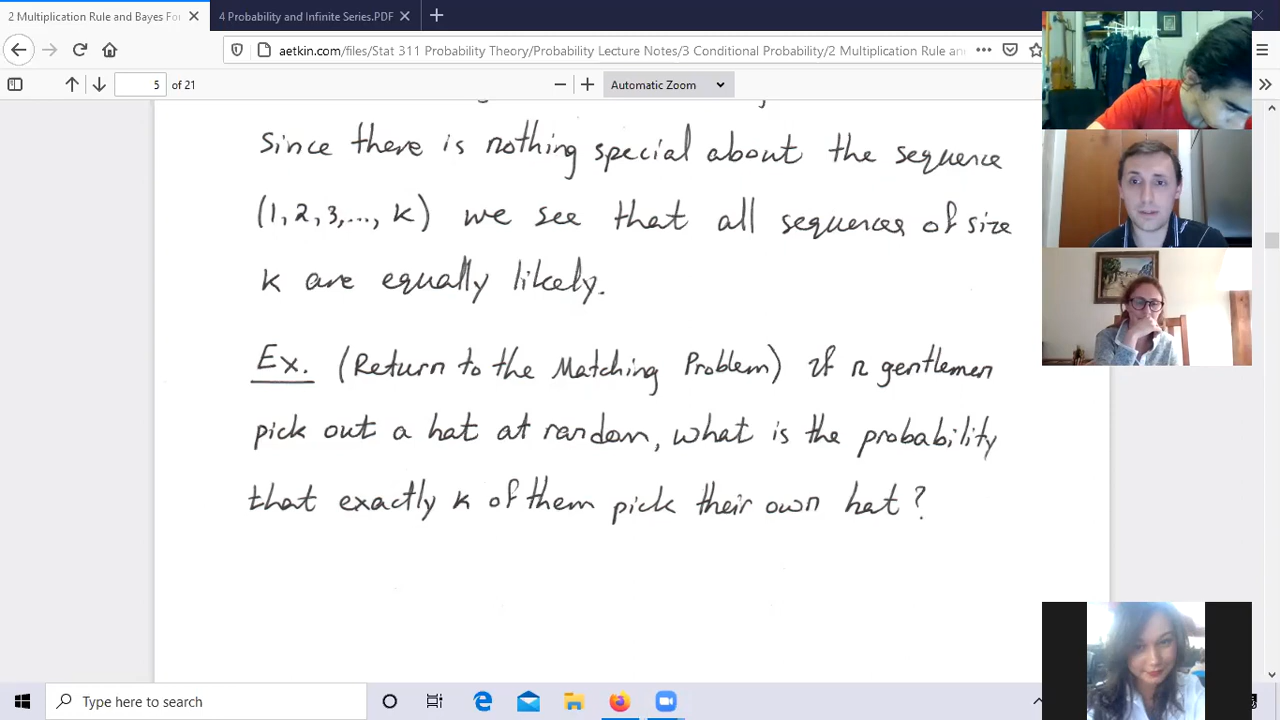 2 Multiplication Rule and Bayes Fo
4 Probability and Infinite Series.PDF
aetkin.com/files/Stat 311 Probability Theory/Probability Lecture Notes/3 Conditional Probability/2 Multiplication Rule and
5 of 21
Automatic Zoom
Since there is nothing special about the sequence
(1, 2, 3, ..., k) we see that all sequences of size
k are equally likely.
Ex. (Return to the Matching Problem) if n gentlemen
pick out a hat at random, what is the probability
that exactly k of them pick their own hat?
Type here to search